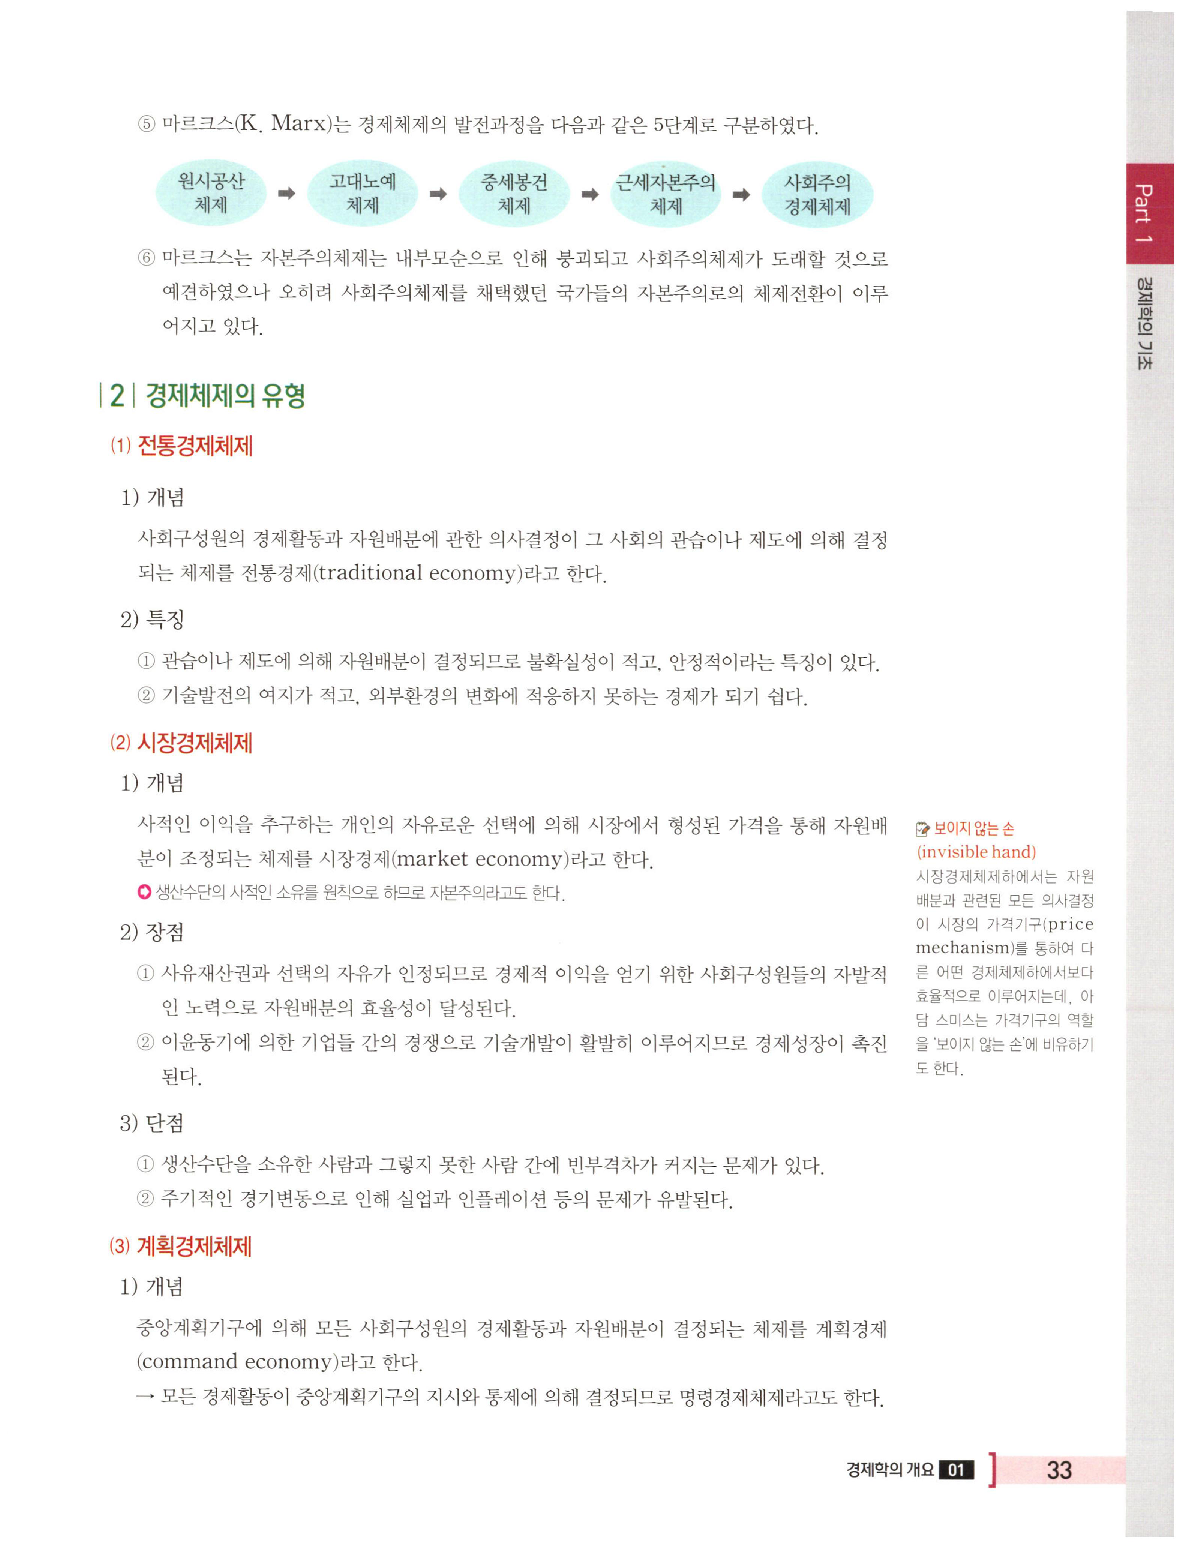 ⑤ 마르크스(K. Marx)는 경제체제의 발전과정을 다음과 같은 5단계로 구분하였다.
원시공산 체제 ➡ 고대노예 체제 ➡ 중세봉건 체제 ➡ 근세자본주의 체제 ➡ 사회주의 경제체제
⑥ 마르크스는 자본주의체제는 내부모순으로 인해 붕괴되고 사회주의체제가 도래할 것으로
예견하였으나 오히려 사회주의체제를 채택했던 국가들의 자본주의로의 체제전환이 이루
어지고 있다.
|2| 경제체제의 유형
(1) 전통경제체제
1) 개념
사회구성원의 경제활동과 자원배분에 관한 의사결정이 그 사회의 관습이나 제도에 의해 결정
되는 체제를 전통경제(traditional economy)라고 한다.
2) 특징
① 관습이나 제도에 의해 자원배분이 결정되므로 불확실성이 적고, 안정적이라는 특징이 있다.
② 기술발전의 여지가 적고, 외부환경의 변화에 적응하지 못하는 경제가 되기 쉽다.
(2) 시장경제체제
1) 개념
사적인 이익을 추구하는 개인의 자유로운 선택에 의해 시장에서 형성된 가격을 통해 자원배
분이 조정되는 체제를 시장경제(market economy)라고 한다.
➲ 생산수단의 사적인 소유를 원칙으로 하므로 자본주의라고도 한다.
2) 장점
① 사유재산권과 선택의 자유가 인정되므로 경제적 이익을 얻기 위한 사회구성원들의 자발적
인 노력으로 자원배분의 효율성이 달성된다.
② 이윤동기에 의한 기업들 간의 경쟁으로 기술개발이 활발히 이루어지므로 경제성장이 촉진
된다.
3) 단점
① 생산수단을 소유한 사람과 그렇지 못한 사람 간에 빈부격차가 커지는 문제가 있다.
② 주기적인 경기변동으로 인해 실업과 인플레이션 등의 문제가 유발된다.
(3) 계획경제체제
1) 개념
중앙계획기구에 의해 모든 사회구성원의 경제활동과 자원배분이 결정되는 체제를 계획경제
(command economy)라고 한다.
→ 모든 경제활동이 중앙계획기구의 지시와 통제에 의해 결정되므로 명령경제체제라고도 한다.
보이지 않는 손
(invisible hand)
시장경제체제하에서는 자원
배분과 관련된 모든 의사결정
이 시장의 가격기구(price
mechanism)를 통하여 다
른 어떤 경제체제하에서보다
효율적으로 이루어지는데, 아
담 스미스는 가격기구의 역할
을 '보이지 않는 손'에 비유하기
도 한다.
Part 1
경제학의 기초
경제학의 개요 01 ] 33